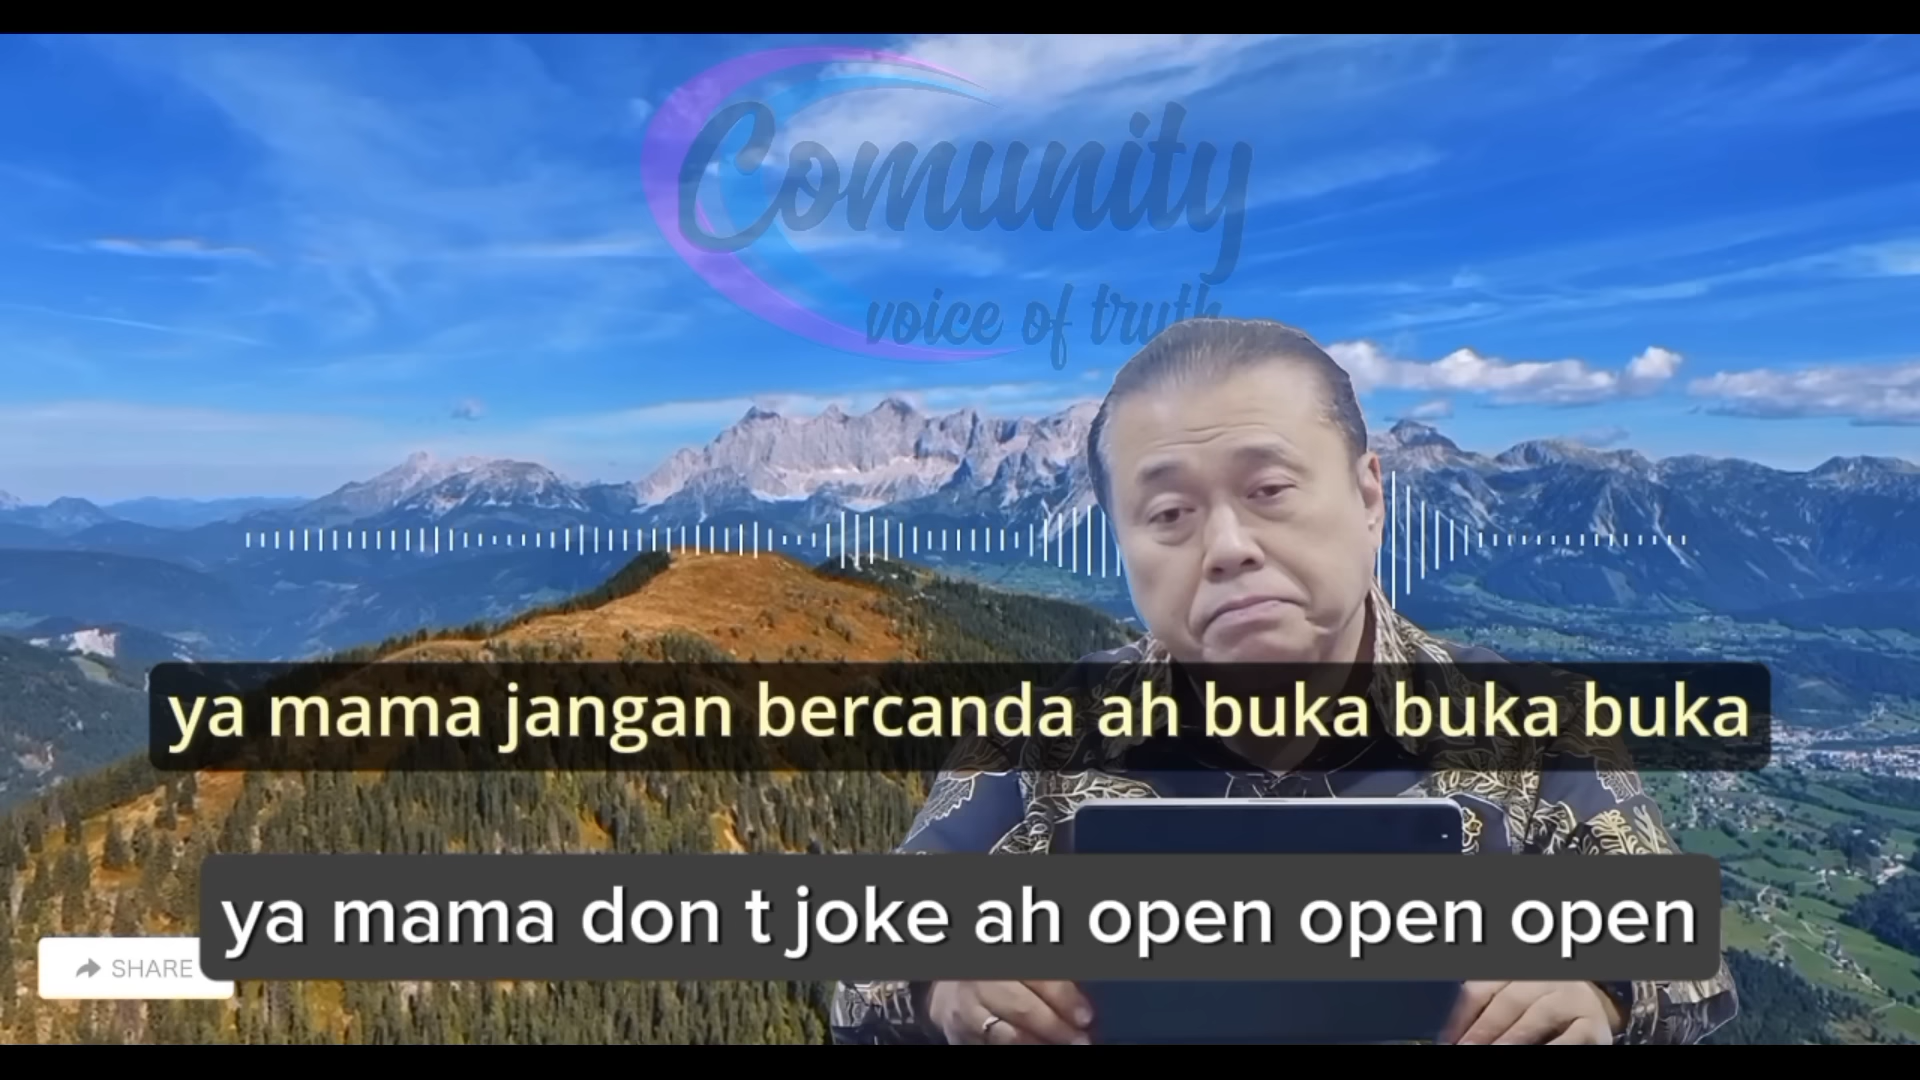 Comunity
voice of truth
ya mama jangan bercanda ah buka buka buka
ya mama don t joke ah open open open
SHARE